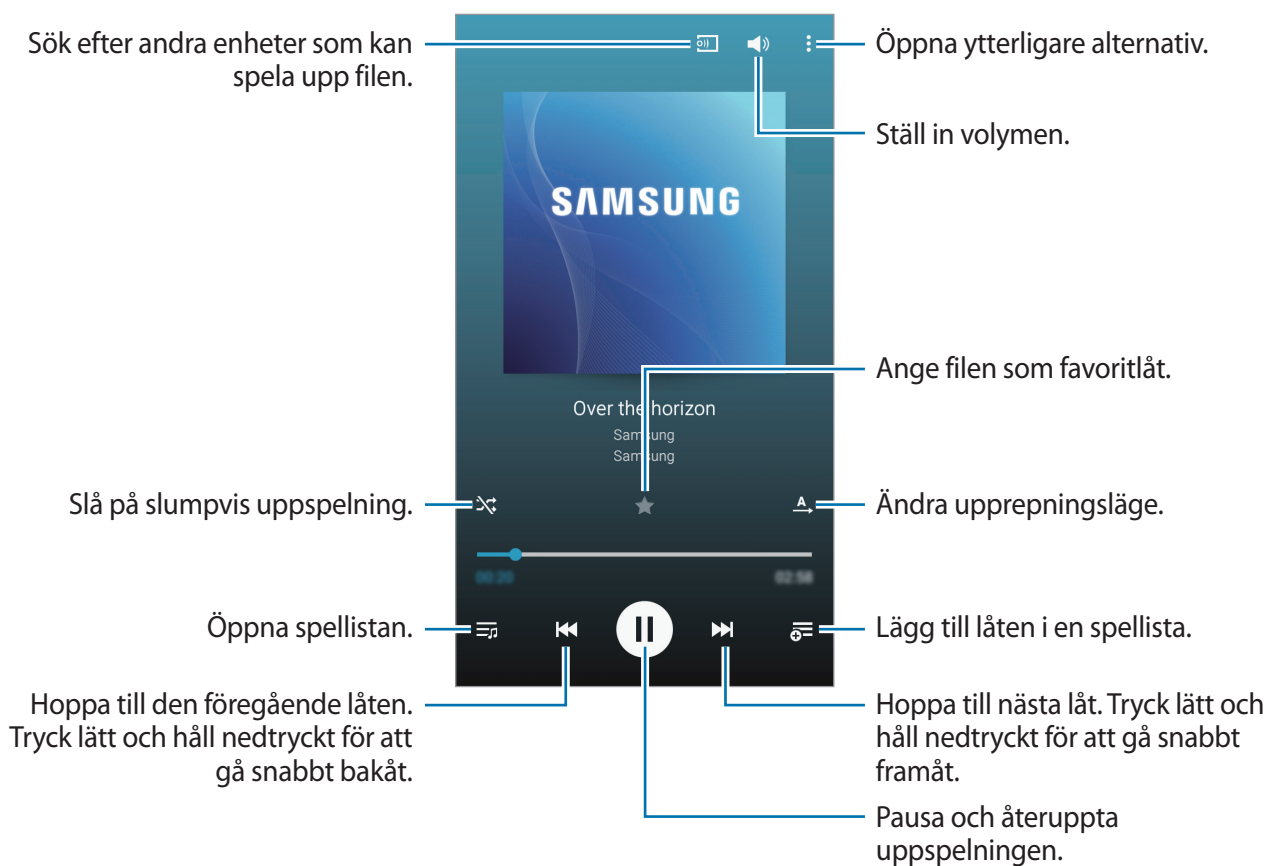 Sök efter andra enheter som kan
spela upp filen.
Öppna ytterligare alternativ.
Ställ in volymen.
SAMSUNG
Ange filen som favoritlåt.
Over the horizon
Samsung
Samsung
Slå på slumpvis uppspelning.
A
Ändra upprepningsläge.
00:20
02:58
Öppna spellistan.
Lägg till låten i en spellista.
Hoppa till den föregående låten.
Tryck lätt och håll nedtryckt för att
gå snabbt bakåt.
Hoppa till nästa låt. Tryck lätt och
håll nedtryckt för att gå snabbt
framåt.
Pausa och återuppta
uppspelningen.